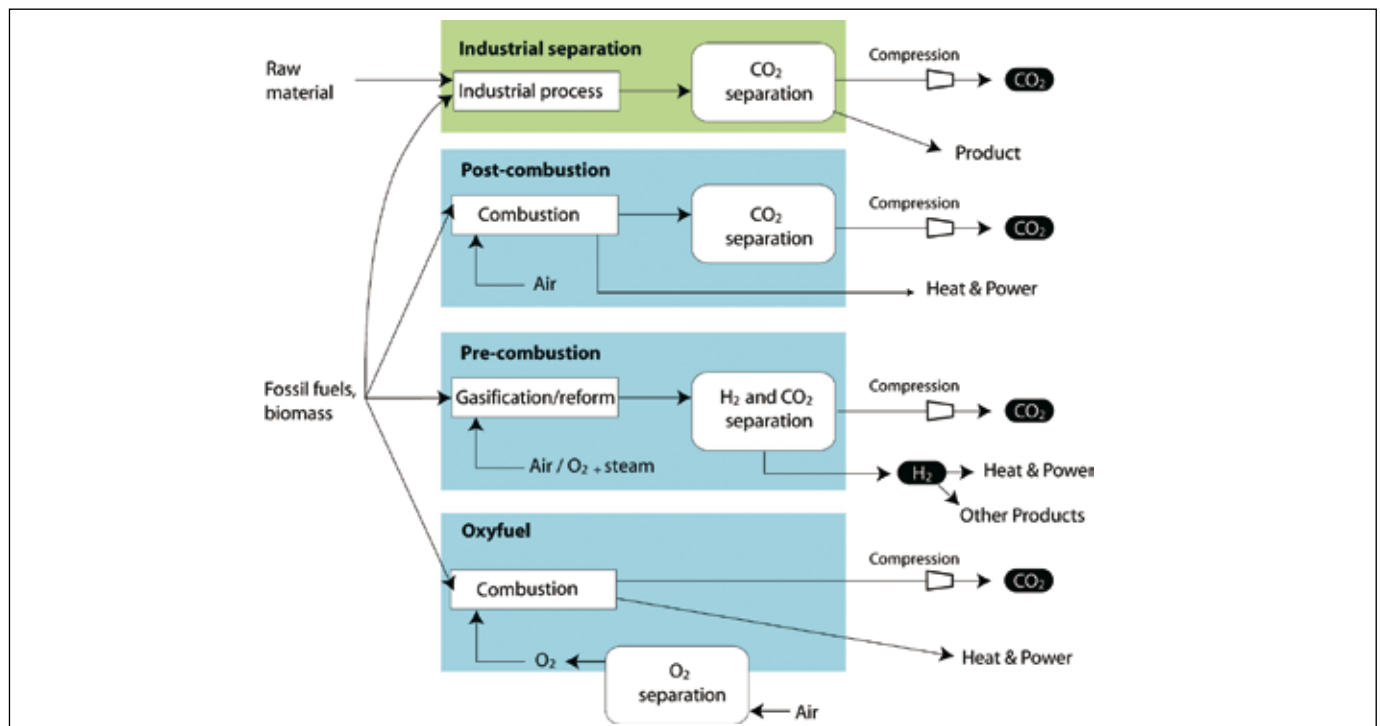 Industrial separation
Raw
material
Industrial process
CO₂
separation
Compression
CO₂
Product
Post-combustion
Combustion
CO₂
separation
Compression
CO₂
Air
Heat & Power
Pre-combustion
Fossil fuels,
biomass
Gasification/reform
H₂ and CO₂
separation
Compression
CO₂
Air / O₂ + steam
H₂
Heat & Power
Other Products
Oxyfuel
Combustion
Compression
CO₂
O₂
Heat & Power
O₂
separation
Air